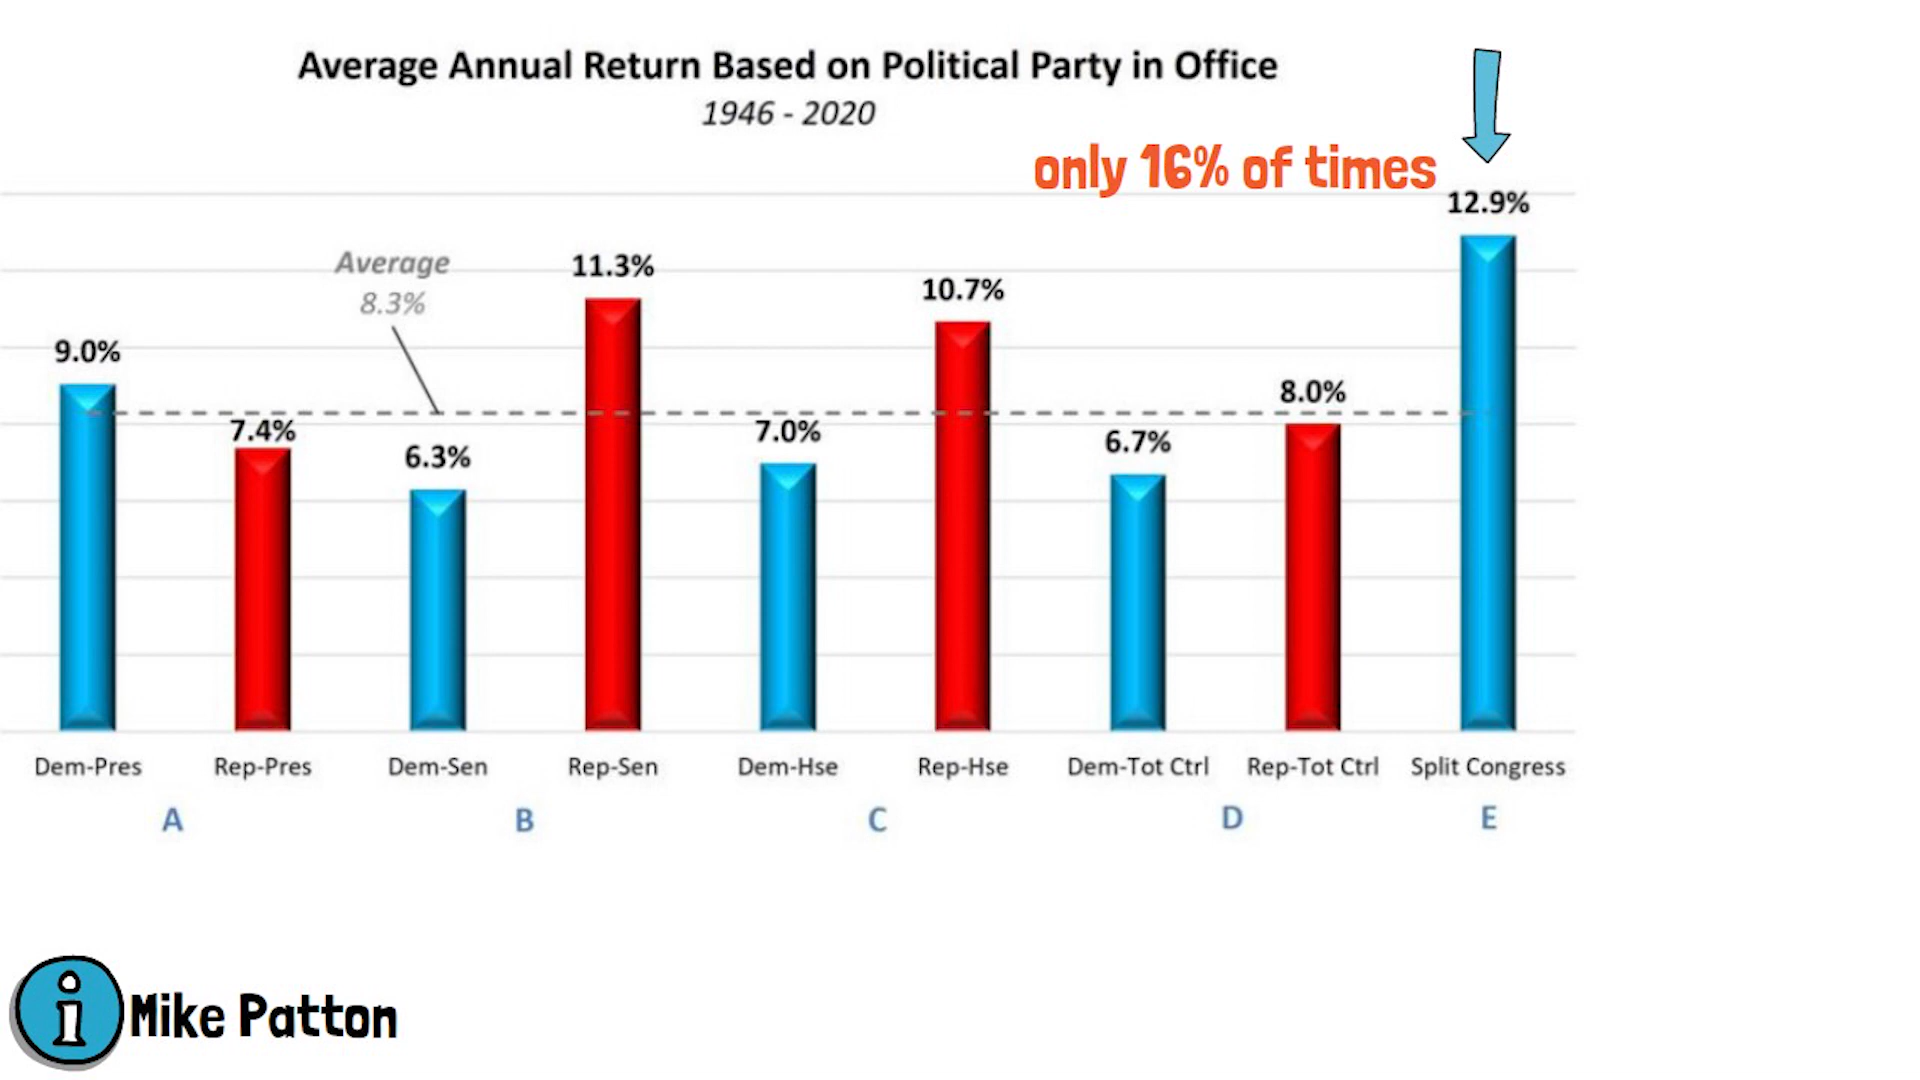 Average Annual Return Based on Political Party in Office
1946 - 2020
only 16% of times
12.9%
Average
8.3%
11.3%
10.7%
9.0%
8.0%
7.4%
7.0%
6.7%
6.3%
Dem-Pres Rep-Pres Dem-Sen Rep-Sen Dem-Hse Rep-Hse Dem-Tot Ctrl Rep-Tot Ctrl Split Congress
A B C D E
i Mike Patton